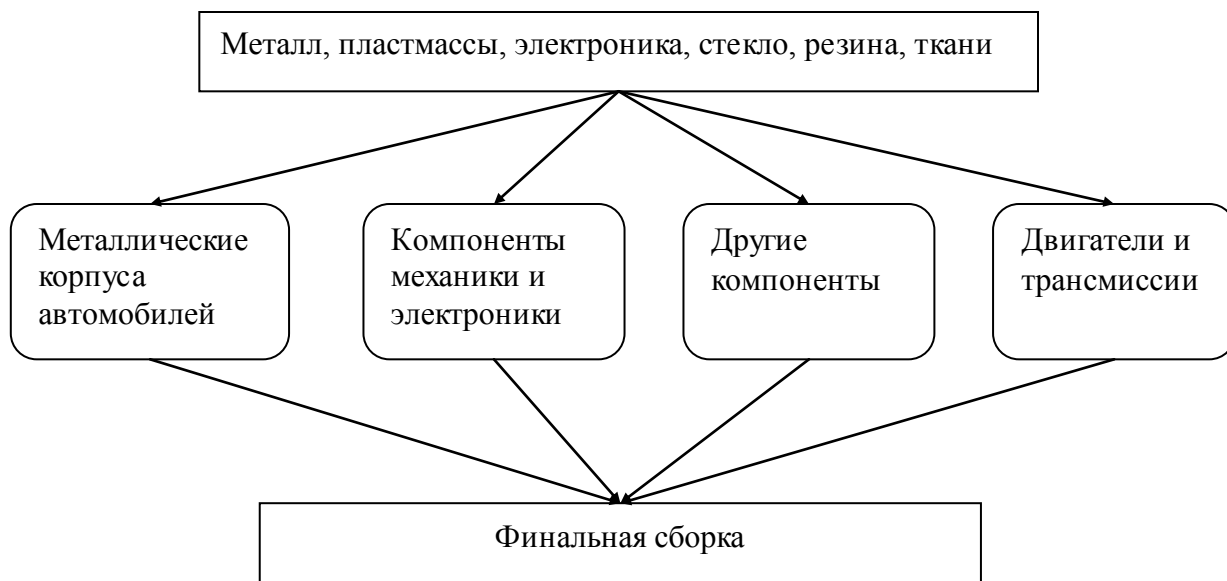 Металл, пластмассы, электроника, стекло, резина, ткани
Металлические
корпуса
автомобилей
Компоненты
механики и
электроники
Другие
компоненты
Двигатели и
трансмиссии
Финальная сборка